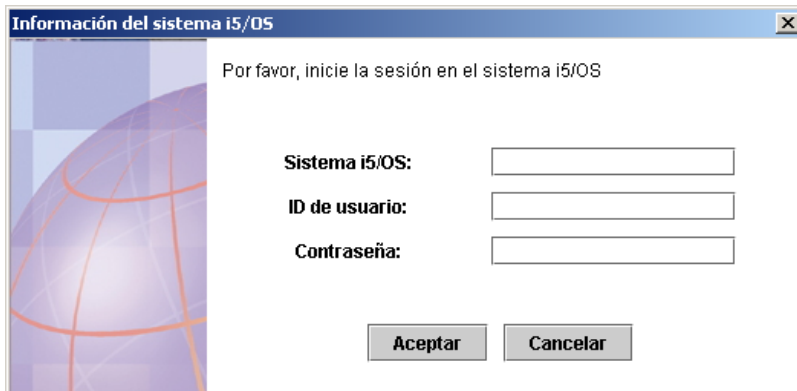 Información del sistema i5/OS
Por favor, inicie la sesión en el sistema i5/OS
Sistema i5/OS:
ID de usuario:
Contraseña:
Aceptar Cancelar